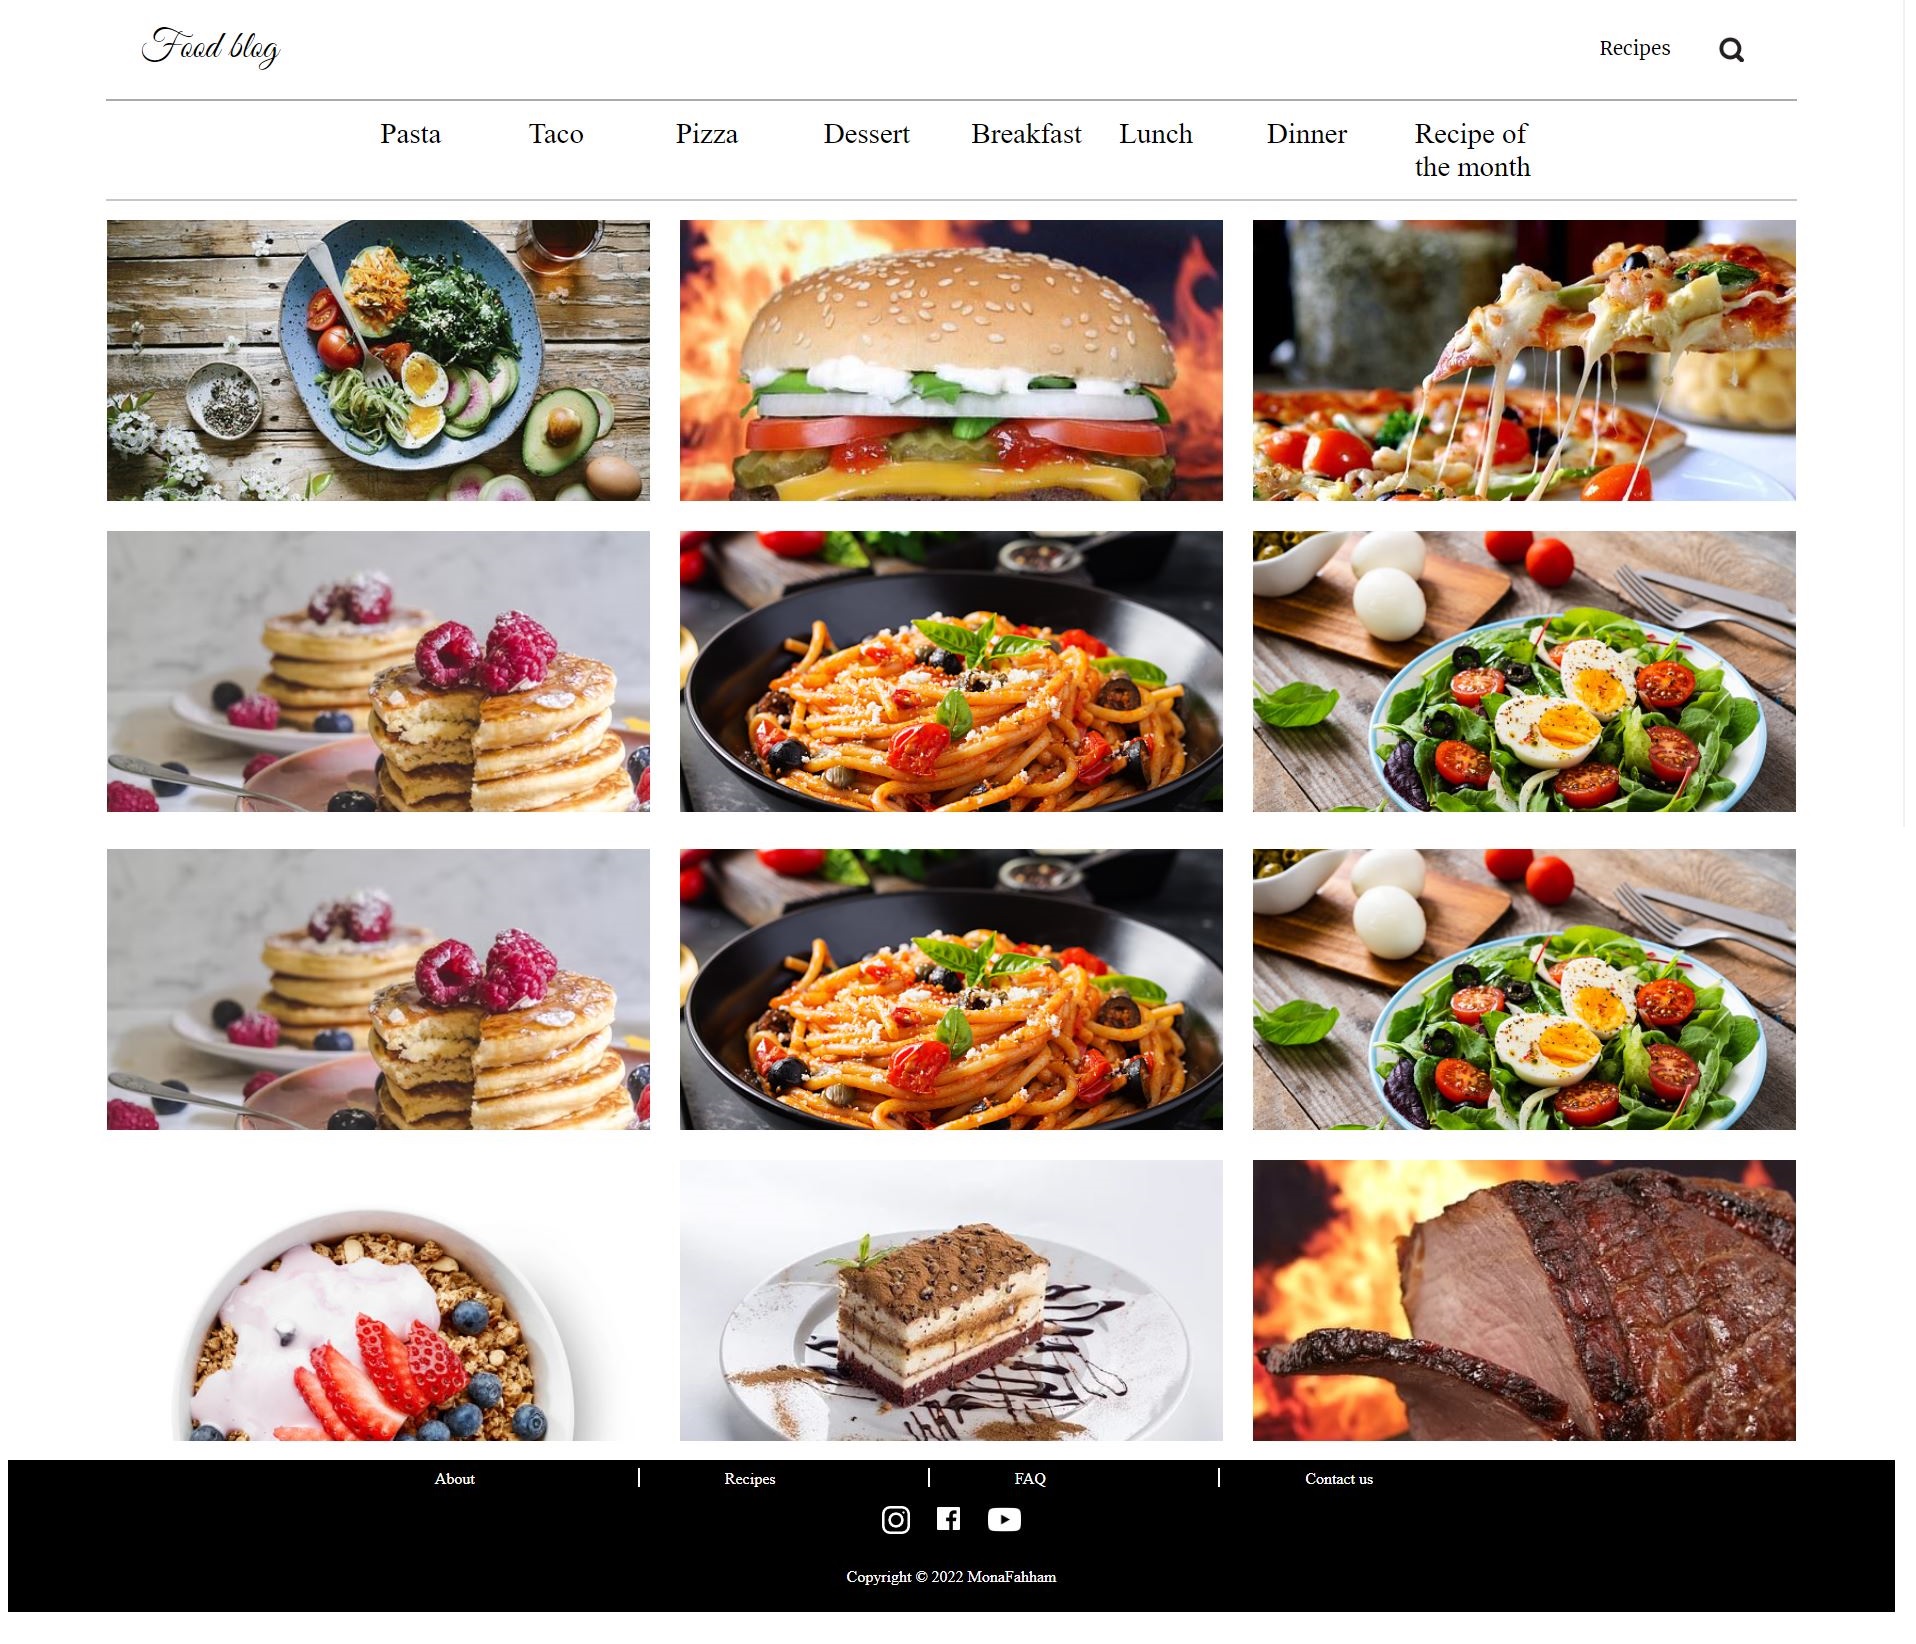 Food blog
Recipes
Pasta
Taco
Pizza
Dessert
Breakfast
Lunch
Dinner
Recipe of
the month
About
Recipes
FAQ
Contact us
Copyright © 2022 MonaFahham